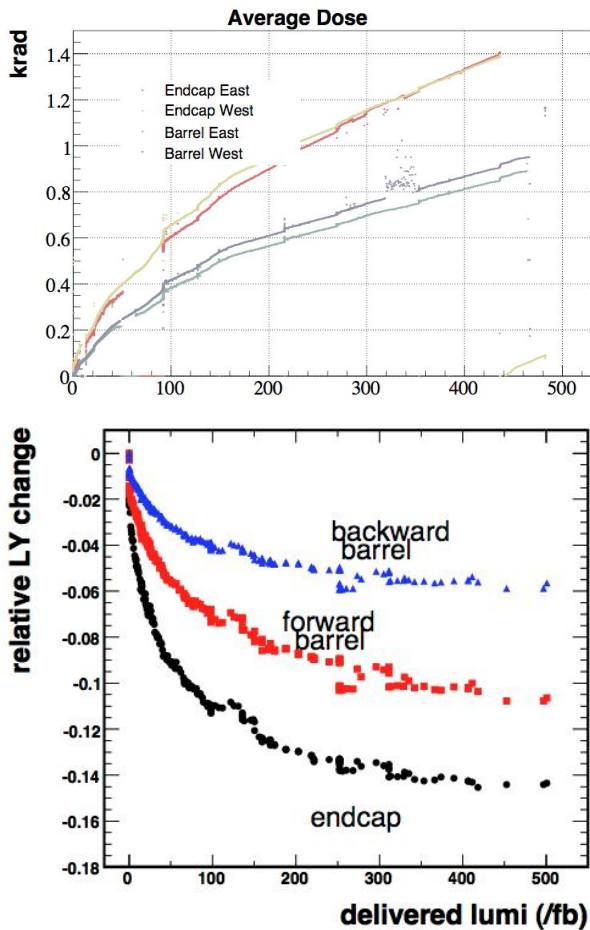 Average Dose
krad
1.4
1.2
1
0.8
0.6
0.4
0.2
0
Endcap East
Endcap West
Barrel East
Barrel West
0 100 200 300 400 500
relative LY change
0
-0.02
-0.04
-0.06
-0.08
-0.1
-0.12
-0.14
-0.16
-0.18
backward
barrel
forward
barrel
endcap
0 100 200 300 400 500
delivered lumi (/fb)